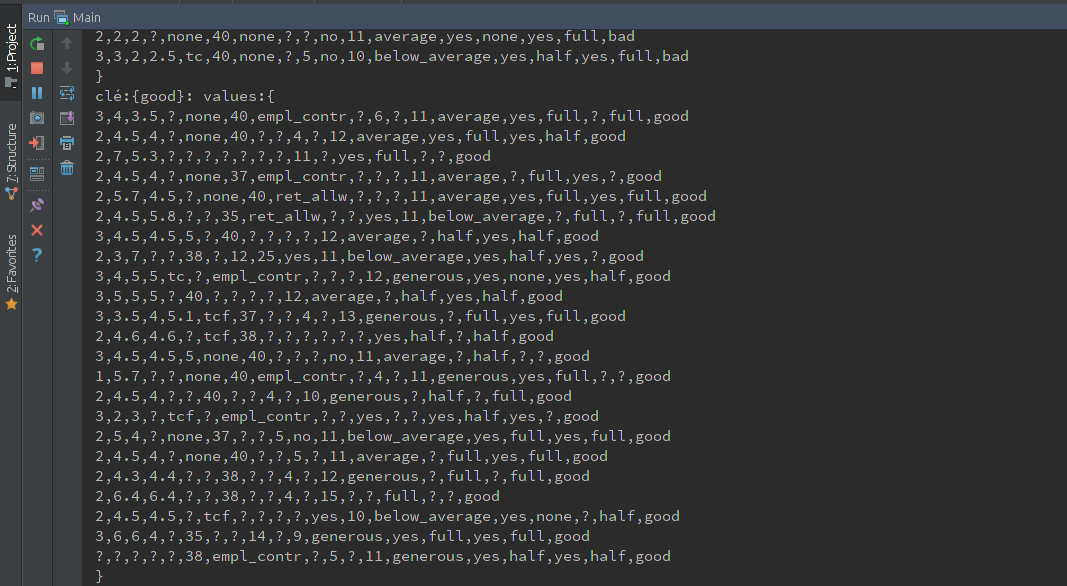 Run Main
1: Project
7: Structure
2: Favorites
2,2,2,?,none,40,none,?,?,no,11,average,yes,none,yes,full,bad
3,3,2,2.5,tc,40,none,?,5,no,10,below_average,yes,half,yes,full,bad
}
clé:{good}: values:{
3,4,3.5,?,none,40,empl_contr,?,6,?,11,average,yes,full,?,full,good
2,4.5,4,?,none,40,?,?,4,?,12,average,yes,full,yes,half,good
2,7,5.3,?,?,?,?,?,?,?,11,?,yes,full,?,?,good
2,4.5,4,?,none,37,empl_contr,?,?,?,11,average,?,full,yes,?,good
2,5.7,4.5,?,none,40,ret_allw,?,?,?,11,average,yes,full,yes,full,good
2,4.5,5.8,?,?,35,ret_allw,?,?,yes,11,below_average,?,full,?,full,good
3,4.5,4.5,5,?,40,?,?,?,?,12,average,?,half,yes,half,good
2,3,7,?,?,38,?,12,25,yes,11,below_average,yes,half,yes,?,good
3,4,5,5,tc,?,empl_contr,?,?,?,12,generous,yes,none,yes,half,good
3,5,5,5,?,40,?,?,?,?,12,average,?,half,yes,half,good
3,3.5,4,5.1,tcf,37,?,?,4,?,13,generous,?,full,yes,full,good
2,4.6,4.6,?,tcf,38,?,?,?,?,?,?,yes,half,?,half,good
3,4.5,4.5,5,none,40,?,?,?,no,11,average,?,half,?,?,good
1,5.7,?,?,none,40,empl_contr,?,4,?,11,generous,yes,full,?,?,good
2,4.5,4,?,?,40,?,?,4,?,10,generous,?,half,?,full,good
3,2,3,?,tcf,?,empl_contr,?,?,yes,?,?,yes,half,yes,?,good
2,5,4,?,none,37,?,?,5,no,11,below_average,yes,full,yes,full,good
2,4.5,4,?,none,40,?,?,5,?,11,average,?,full,yes,full,good
2,4.3,4.4,?,?,38,?,?,4,?,12,generous,?,full,?,full,good
2,6.4,6.4,?,?,38,?,?,4,?,15,?,?,full,?,?,good
2,4.5,4.5,?,tcf,?,?,?,?,yes,10,below_average,yes,none,?,half,good
3,6,6,4,?,35,?,?,14,?,9,generous,yes,full,yes,full,good
?,?,?,?,?,38,empl_contr,?,5,?,11,generous,yes,half,yes,half,good
}